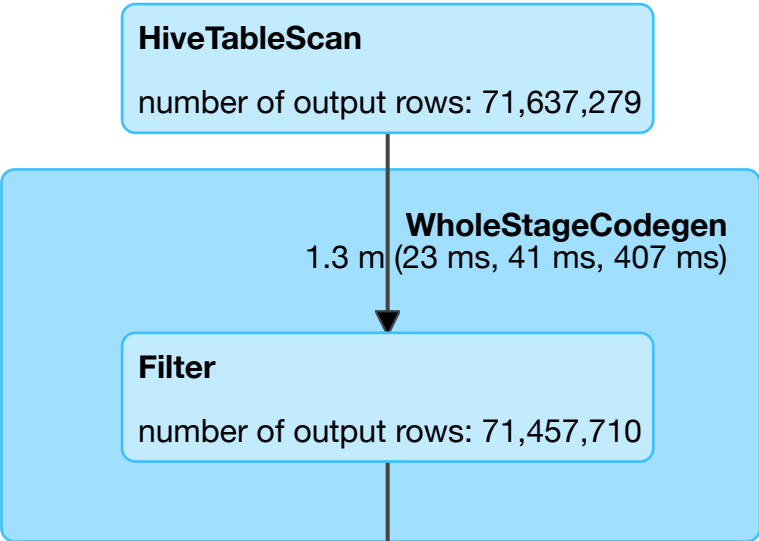 HiveTableScan
number of output rows: 71,637,279
WholeStageCodegen
1.3 m (23 ms, 41 ms, 407 ms)
Filter
number of output rows: 71,457,710